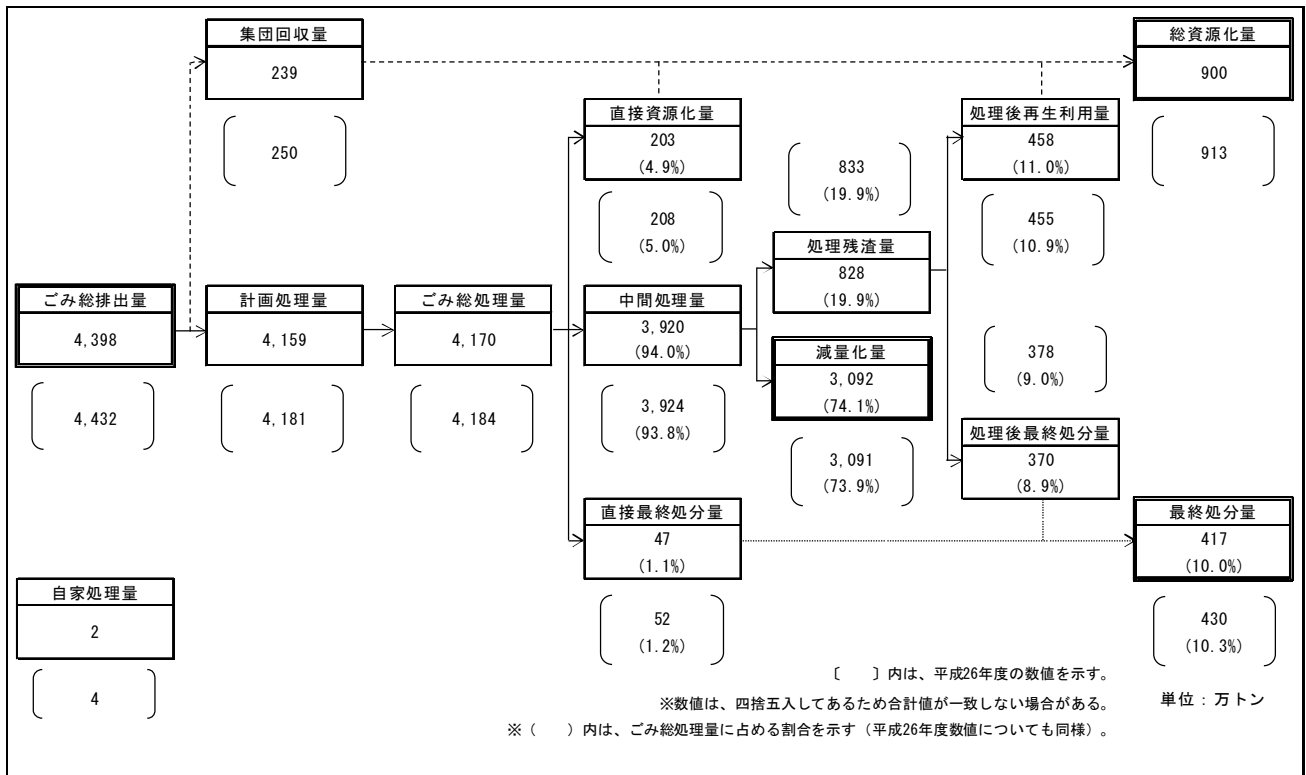 集団回収量
239
250
総資源化量
900
913
直接資源化量
203
(4.9%)
208
(5.0%)
833
(19.9%)
処理後再生利用量
458
(11.0%)
455
(10.9%)
処理残渣量
828
(19.9%)
ごみ総排出量
4,398
4,432
計画処理量
4,159
4,181
ごみ総処理量
4,170
4,184
中間処理量
3,920
(94.0%)
3,924
(93.8%)
減量化量
3,092
(74.1%)
3,091
(73.9%)
378
(9.0%)
処理後最終処分量
370
(8.9%)
直接最終処分量
47
(1.1%)
52
(1.2%)
最終処分量
417
(10.0%)
430
(10.3%)
自家処理量
2
4
〔　　〕内は、平成26年度の数値を示す。
※数値は、四捨五入してあるため合計値が一致しない場合がある。
単位：万トン
※（　　）内は、ごみ総処理量に占める割合を示す（平成26年度数値についても同様）。